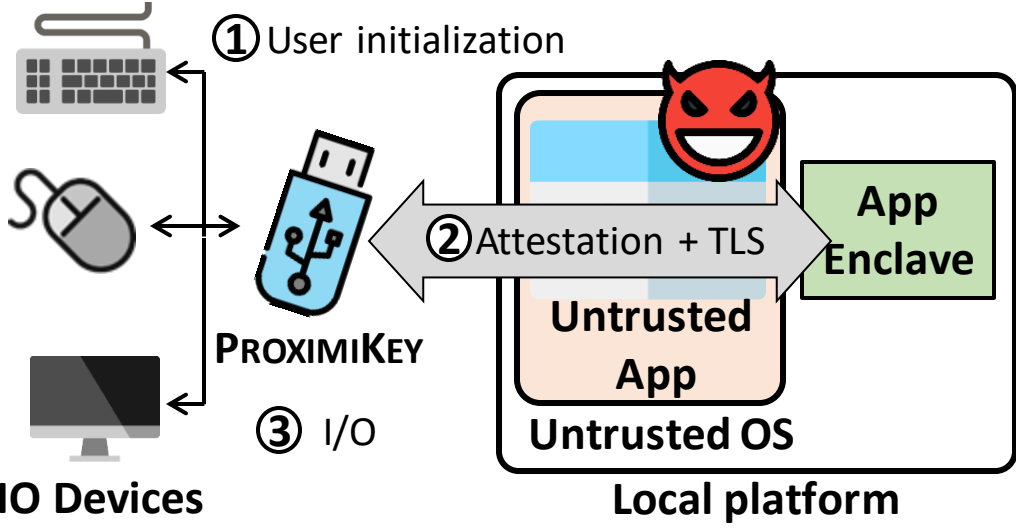 ① User initialization
② Attestation + TLS
App
Enclave
Untrusted
App
PROXIMIKEY
③ I/O
Untrusted OS
IO Devices
Local platform